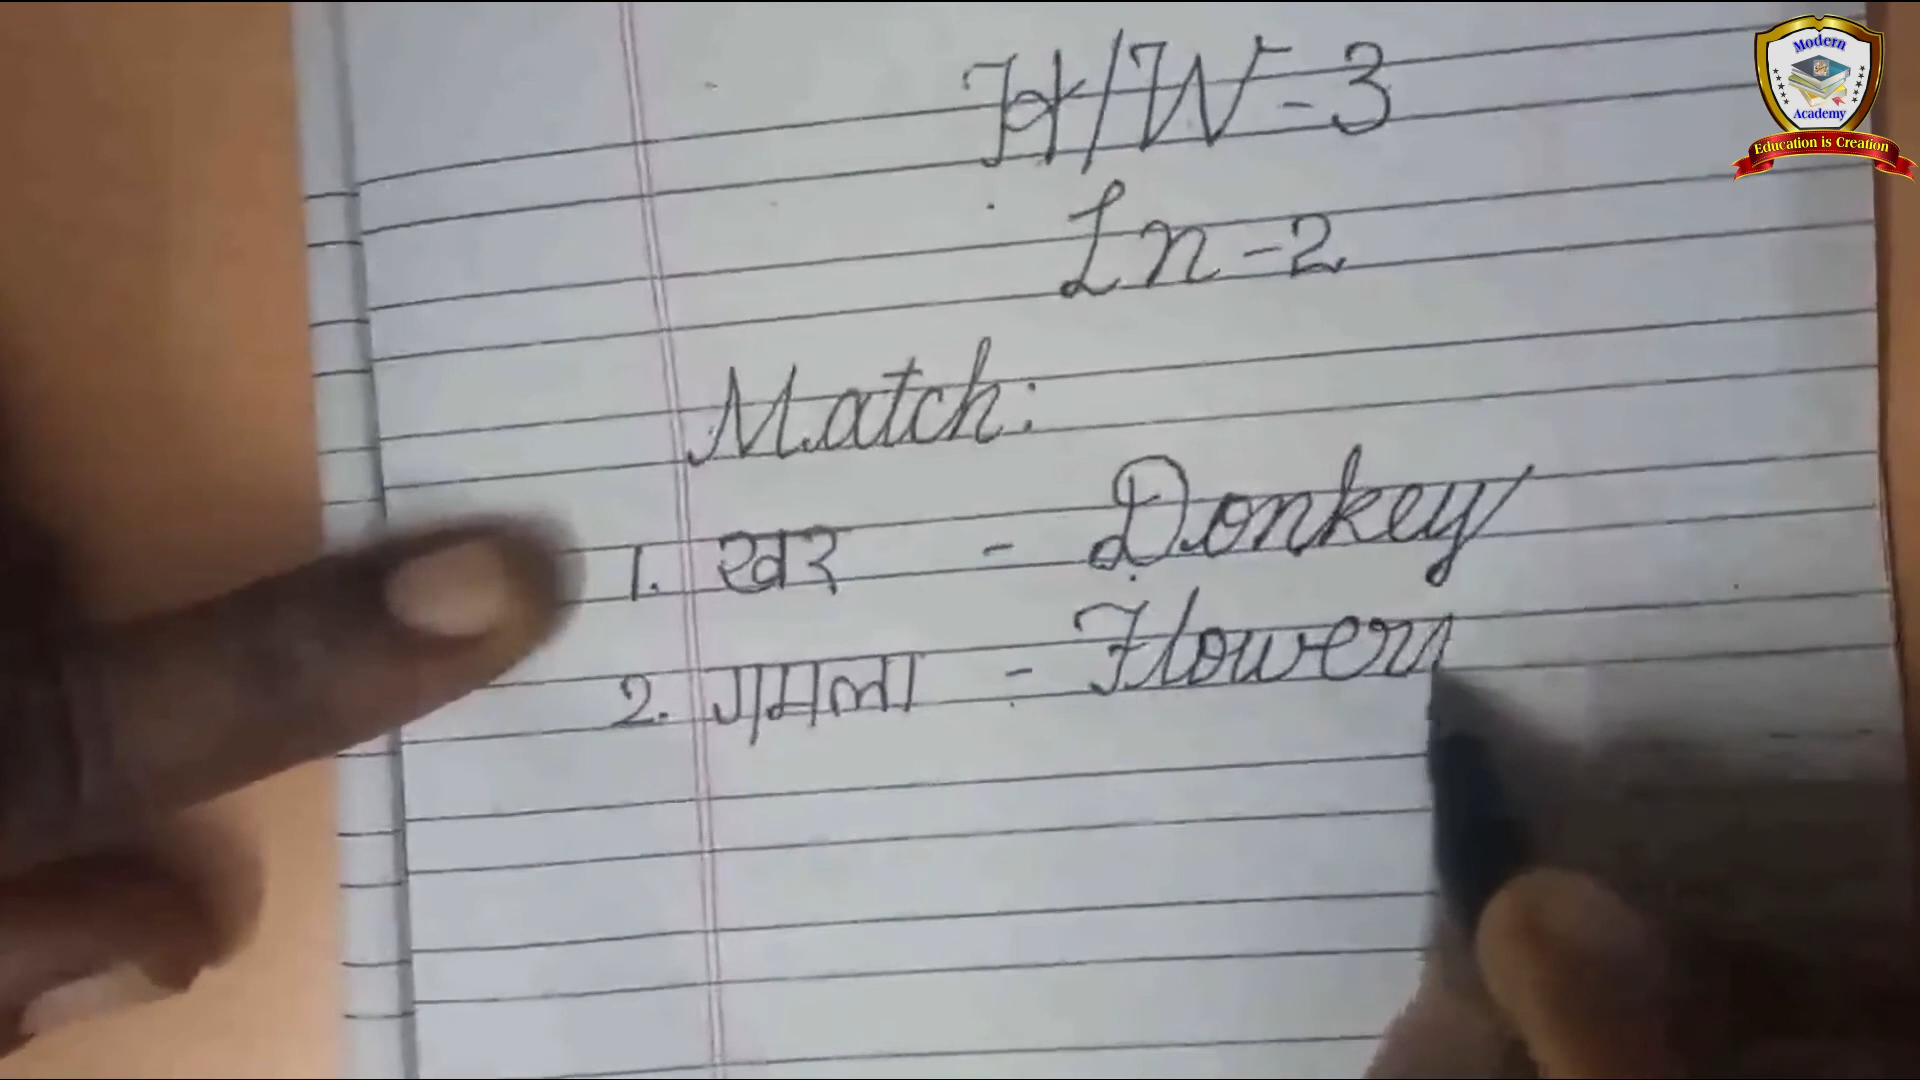 Modern
Academy
Education is Creation
H/W-3
Ln-2
Match:
1. खर - Donkey
2. गमला - Flowers